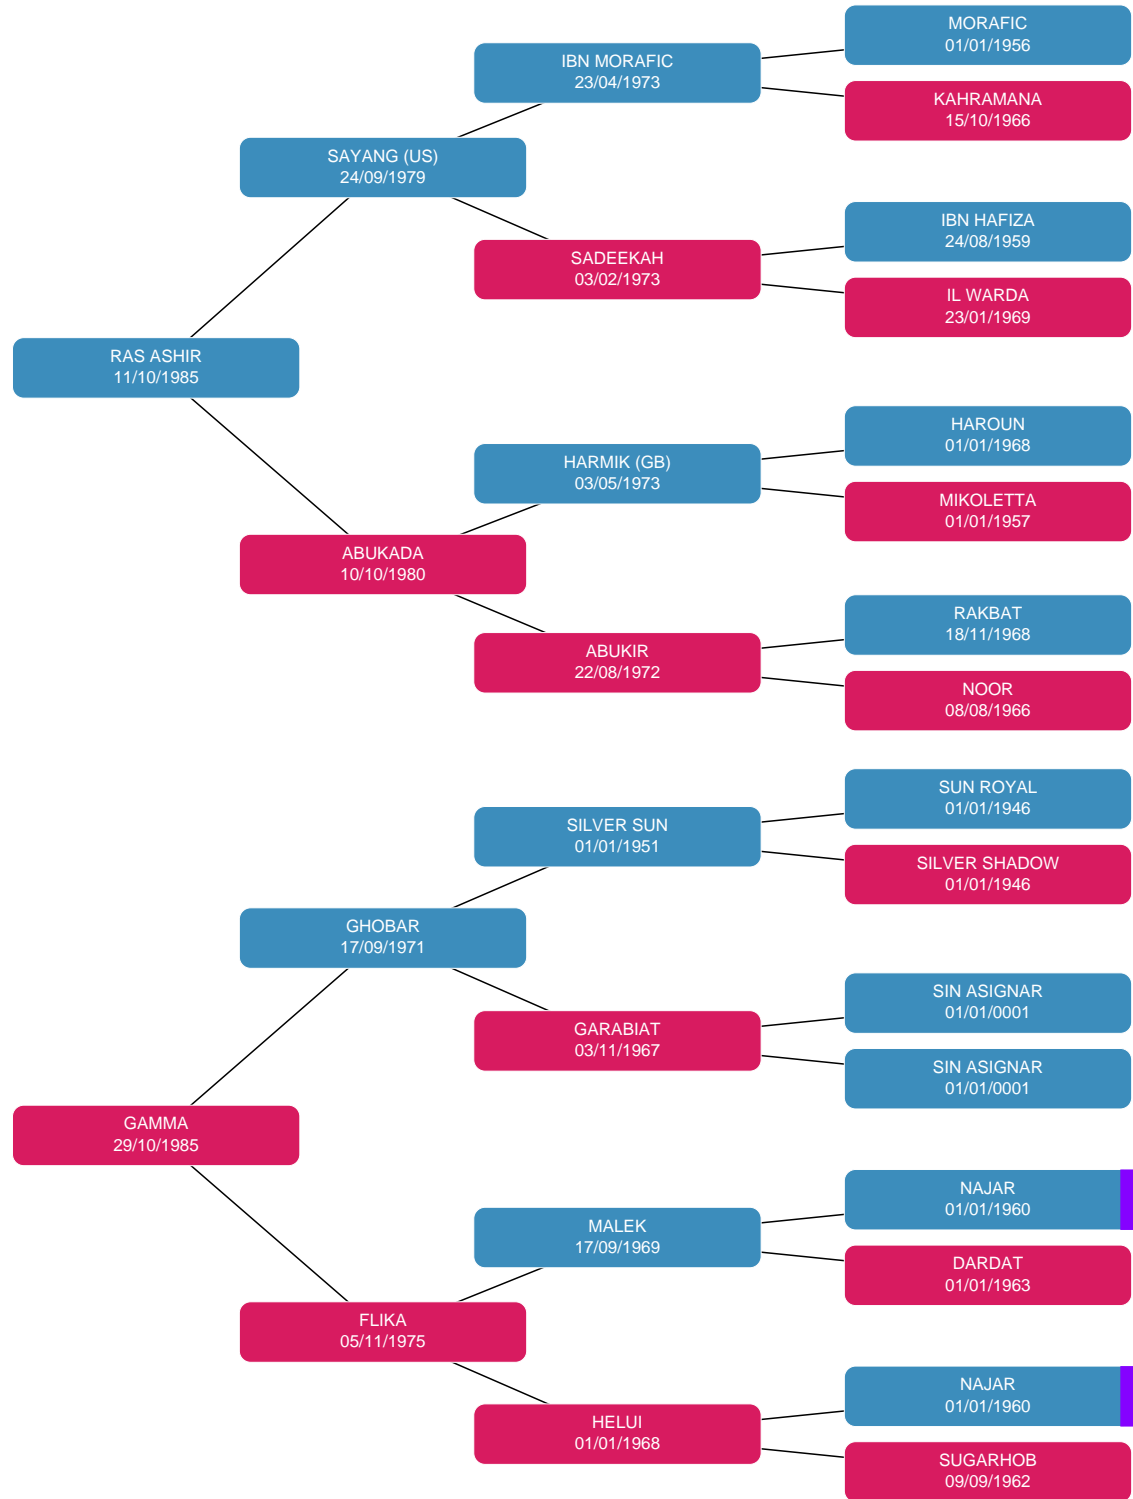 MORAFIC
01/01/1956
IBN MORAFIC
23/04/1973
KAHRAMANA
15/10/1966
SAYANG (US)
24/09/1979
IBN HAFIZA
24/08/1959
SADEEKAH
03/02/1973
IL WARDA
23/01/1969
RAS ASHIR
11/10/1985
HAROUN
01/01/1968
HARMIK (GB)
03/05/1973
MIKOLETTA
01/01/1957
ABUKADA
10/10/1980
RAKBAT
18/11/1968
ABUKIR
22/08/1972
NOOR
08/08/1966
SUN ROYAL
01/01/1946
SILVER SUN
01/01/1951
SILVER SHADOW
01/01/1946
GHOBAR
17/09/1971
SIN ASIGNAR
01/01/0001
GARABIAT
03/11/1967
SIN ASIGNAR
01/01/0001
GAMMA
29/10/1985
NAJAR
01/01/1960
MALEK
17/09/1969
DARDAT
01/01/1963
FLIKA
05/11/1975
NAJAR
01/01/1960
HELUI
01/01/1968
SUGARHOB
09/09/1962